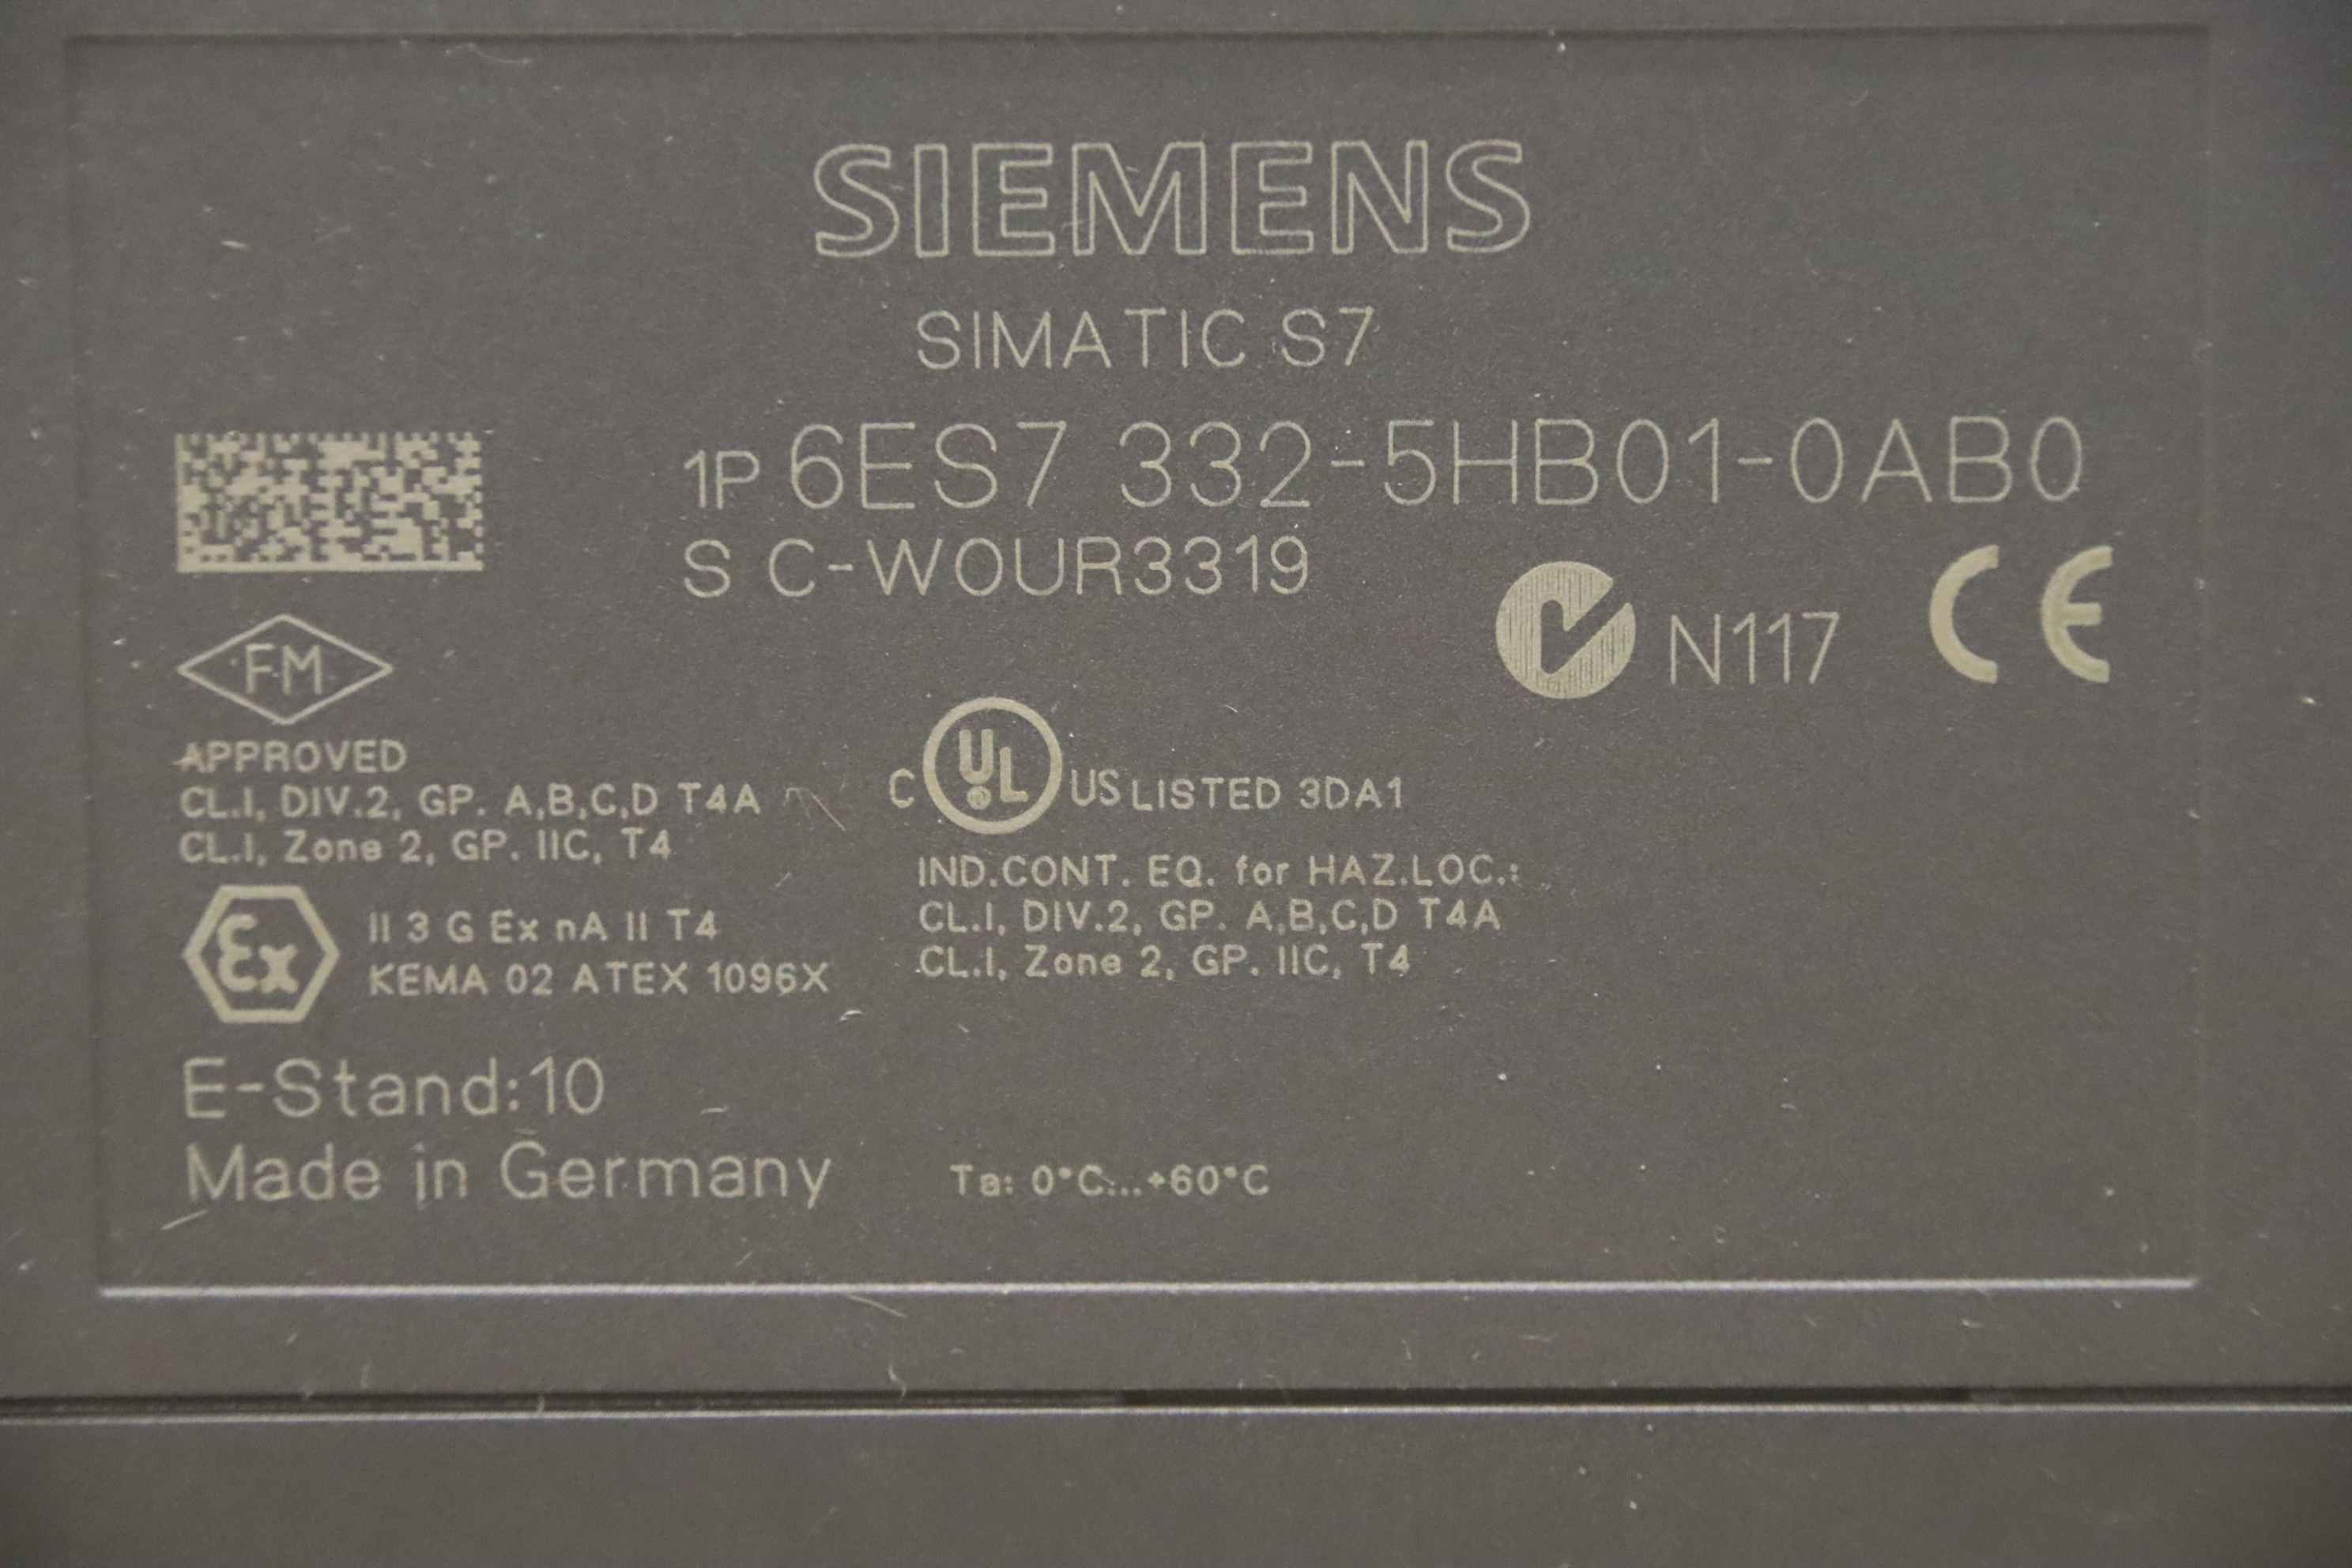 SIEMENS
SIMATIC S7
1P 6ES7 332-5HB01-0AB0
S C-WOUR3319
N117 CE
FM
APPROVED
CL.I, DIV.2, GP. A,B,C,D T4A
CL.I, Zone 2, GP. IIC, T4
C UL US LISTED 3DA1
IND.CONT. EQ. for HAZ.LOC.:
CL.I, DIV.2, GP. A,B,C,D T4A
CL.I, Zone 2, GP. IIC, T4
Ex II 3 G Ex nA II T4
KEMA 02 ATEX 1096X
E-Stand:10
Made in Germany
Ta: 0°C...+60°C